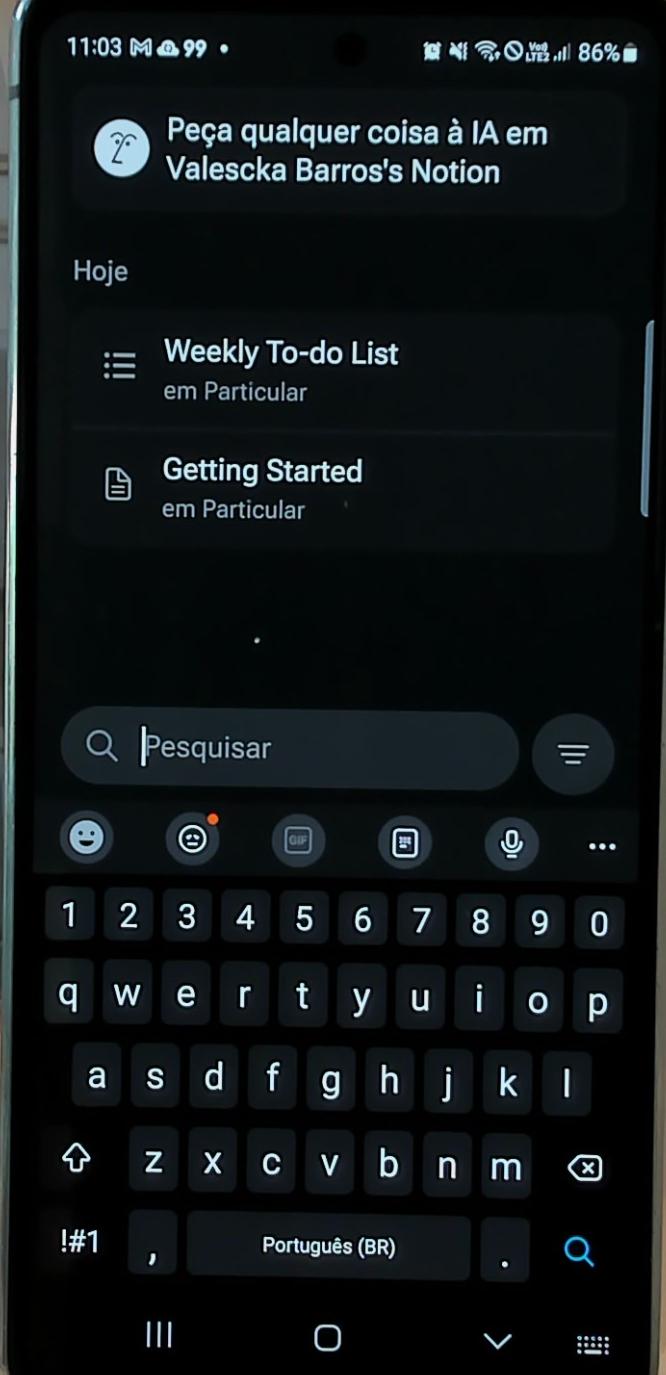 11:03 99 •
Vo) LTE2 86%
Peça qualquer coisa à IA em
Valescka Barros's Notion
Hoje
Weekly To-do List
em Particular
Getting Started
em Particular
Pesquisar
GIF
1 2 3 4 5 6 7 8 9 0
q w e r t y u i o p
a s d f g h j k l
z x c v b n m
!#1 , Português (BR) .